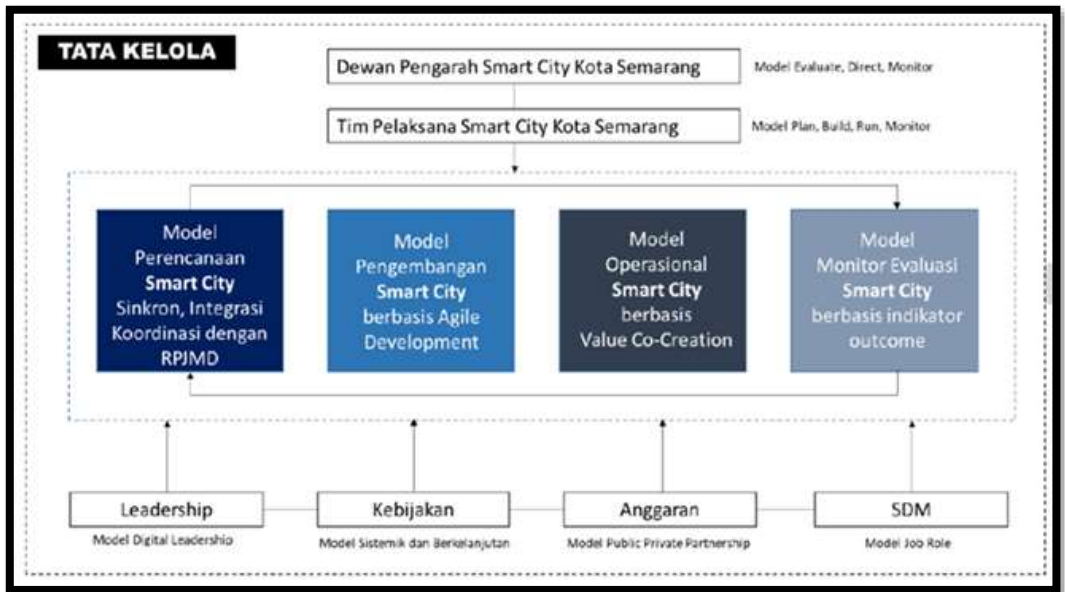 TATA KELOLA
Dewan Pengarah Smart City Kota Semarang
Model Evaluate, Direct, Monitor
Tim Pelaksana Smart City Kota Semarang
Model Plan, Build, Run, Monitor
Model
Perencanaan
Smart City
Sinkron, Integrasi
Koordinasi dengan
RPJMD
Model
Pengembangan
Smart City
berbasis Agile
Development
Model
Operasional
Smart City
berbasis
Value Co-Creation
Model
Monitor Evaluasi
Smart City
berbasis indikator
outcome
Leadership
Model Digital Leadership
Kebijakan
Model Sistemik dan Berkelanjutan
Anggaran
Model Public Private Partnership
SDM
Model Job Role